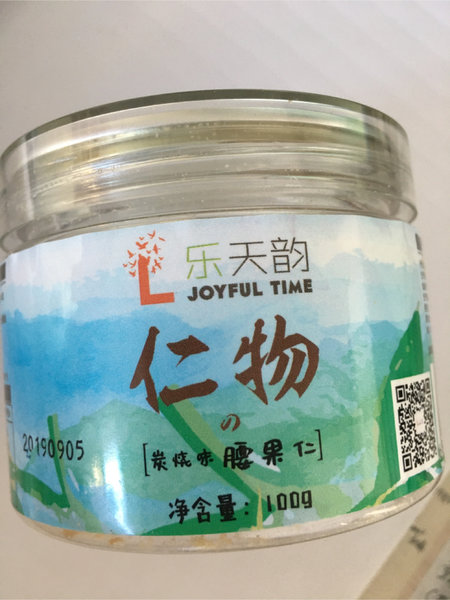 乐天韵
JOYFUL TIME
仁物
の
[炭烧味 腰果仁]
20190905
净含量: 100g